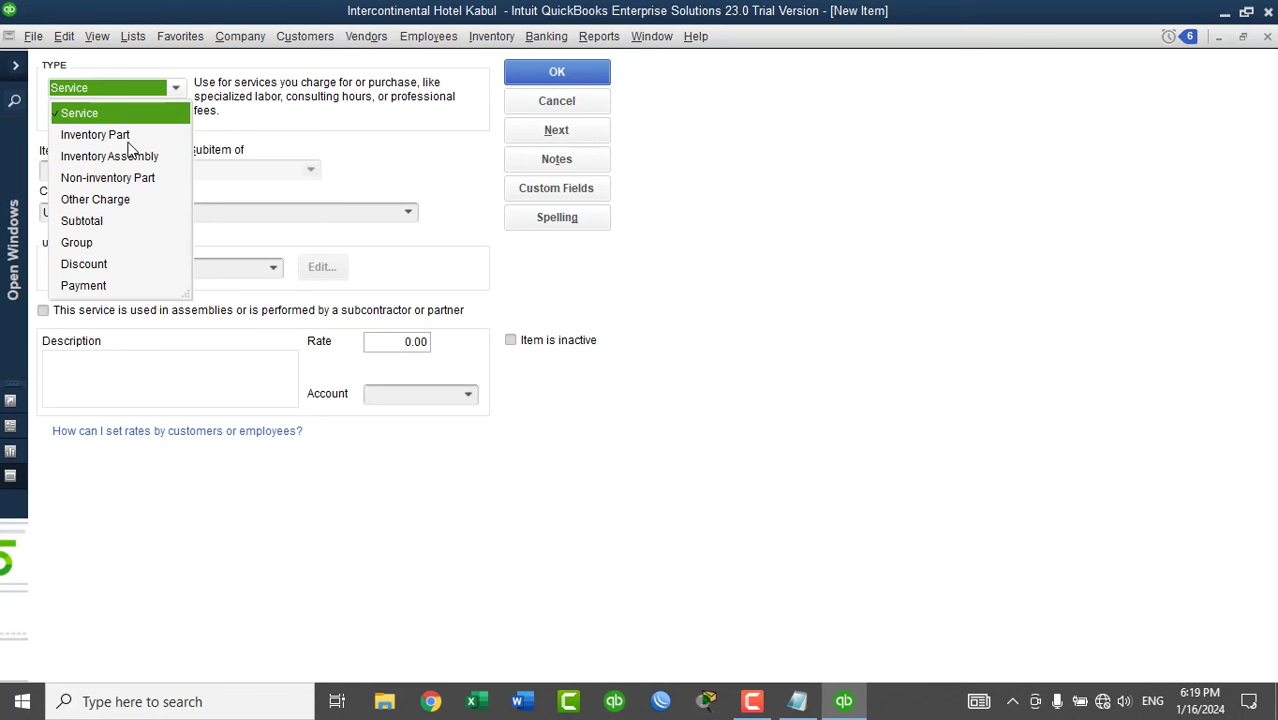 Intercontinental Hotel Kabul - Intuit QuickBooks Enterprise Solutions 23.0 Trial Version - [New Item]
File Edit View Lists Favorites Company Customers Vendors Employees Inventory Banking Reports Window Help 6
TYPE
Service
Use for services you charge for or purchase, like
specialized labor, consulting hours, or professional
fees.
OK
Cancel
Next
Notes
Custom Fields
Spelling
Service
Inventory Part
Inventory Assembly
Non-inventory Part
Other Charge
Subtotal
Group
Discount
Payment
Subitem of
Edit...
This service is used in assemblies or is performed by a subcontractor or partner
Description
Rate
0.00
Item is inactive
Account
How can I set rates by customers or employees?
Open Windows
Type here to search
ENG
6:19 PM
1/16/2024